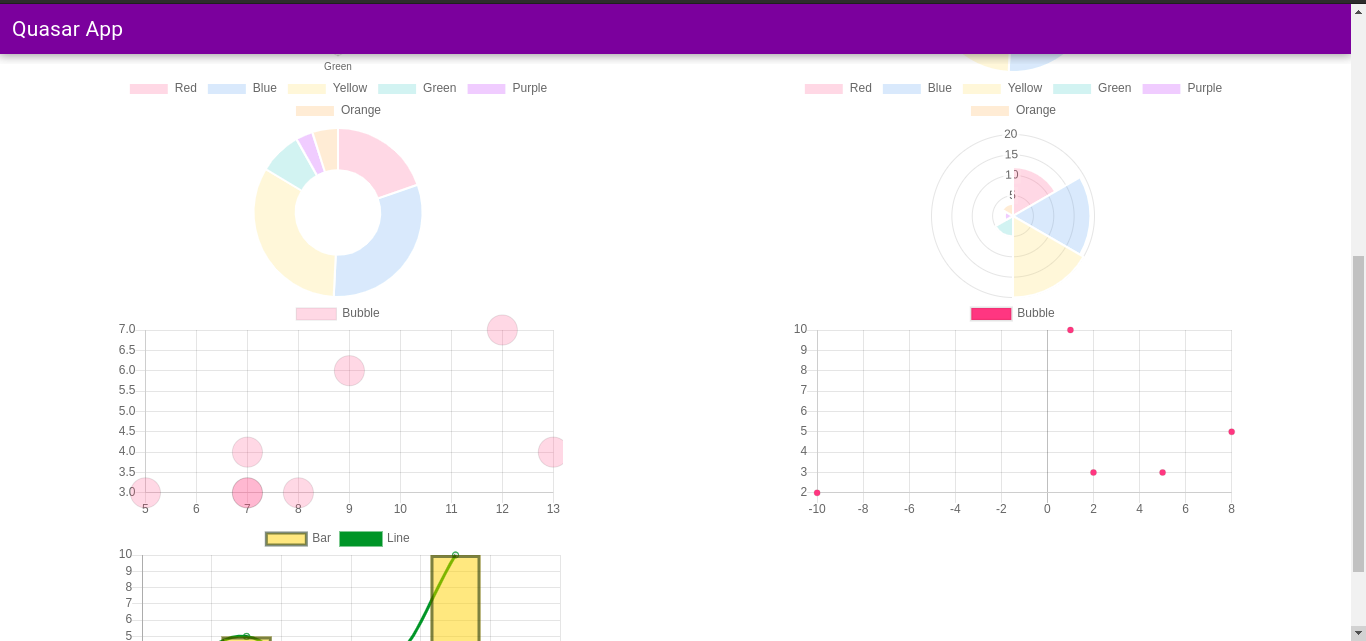 Quasar App
Green
Red Blue Yellow Green Purple
Orange
Red Blue Yellow Green Purple
Orange
20
15
10
5
Bubble
7.0
6.5
6.0
5.5
5.0
4.5
4.0
3.5
3.0
5 6 7 8 9 10 11 12 13
Bubble
10
9
8
7
6
5
4
3
2
-10 -8 -6 -4 -2 0 2 4 6 8
Bar Line
10
9
8
7
6
5